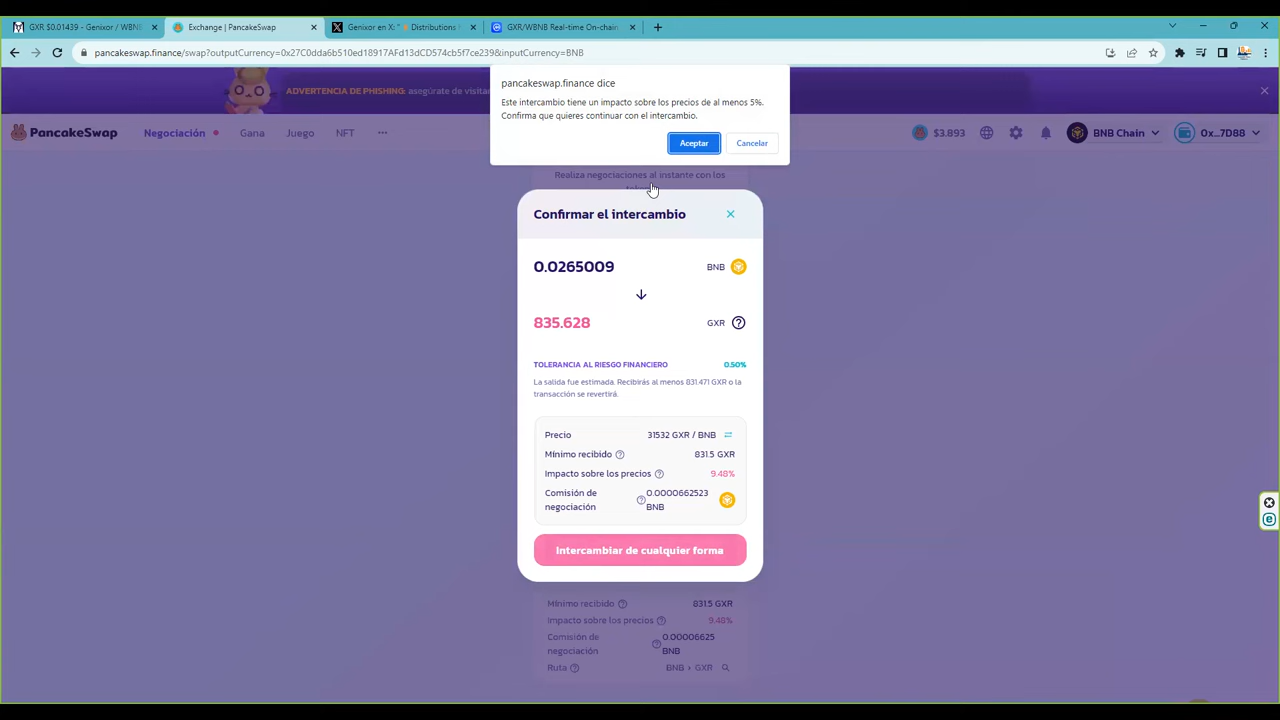 GXR $0.01439 - Genixor / WBNB
Exchange | PancakeSwap
Genixor en X: "
Distributions
GXR/WBNB Real-time On-chain
pancakeswap.finance/swap?outputCurrency=0x27C0dda6b510ed18917AFd13dCD574cb5f7ce239&inputCurrency=BNB
ADVERTENCIA DE PHISHING: asegúrate de visitar
pancakeswap.finance dice
Este intercambio tiene un impacto sobre los precios de al menos 5%.
Confirma que quieres continuar con el intercambio.
Aceptar
Cancelar
PancakeSwap
Negociación
Gana
Juego
NFT
$3.893
BNB Chain
0x...7D88
Realiza negociaciones al instante con los
Confirmar el intercambio
0.0265009
BNB
835.628
GXR
TOLERANCIA AL RIESGO FINANCIERO
0.50%
La salida fue estimada. Recibirás al menos 831.471 GXR o la
transacción se revertirá.
Precio
31532 GXR / BNB
Mínimo recibido
831.5 GXR
Impacto sobre los precios
9.48%
Comisión de
negociación
0.0000662523
BNB
Intercambiar de cualquier forma
Mínimo recibido
831.5 GXR
Impacto sobre los precios
9.48%
Comisión de
negociación
0.00006625
BNB
Ruta
BNB > GXR